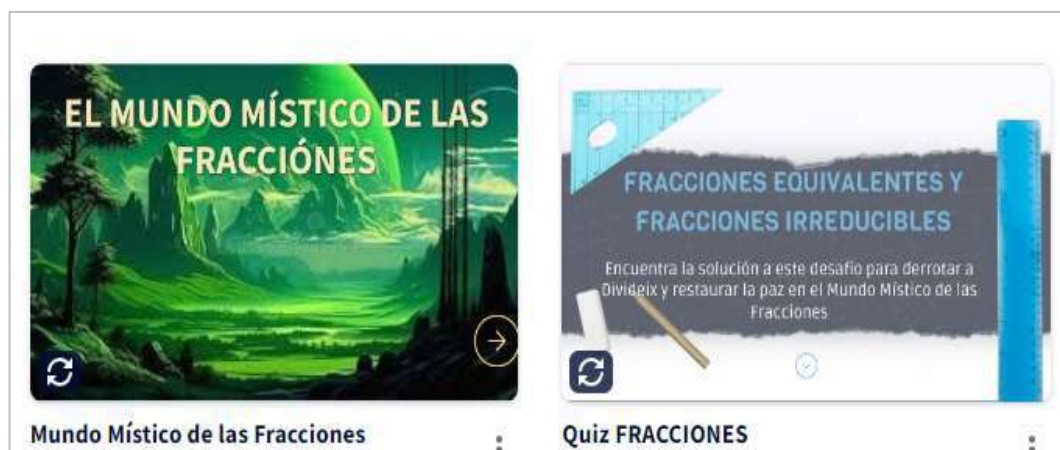 EL MUNDO MÍSTICO DE LAS
FRACCIÓNES
Mundo Místico de las Fracciones
FRACCIONES EQUIVALENTES Y
FRACCIONES IRREDUCIBLES
Encuentra la solución a este desafío para derrotar a
Divideix y restaurar la paz en el Mundo Místico de las
Fracciones
Quiz FRACCIONES